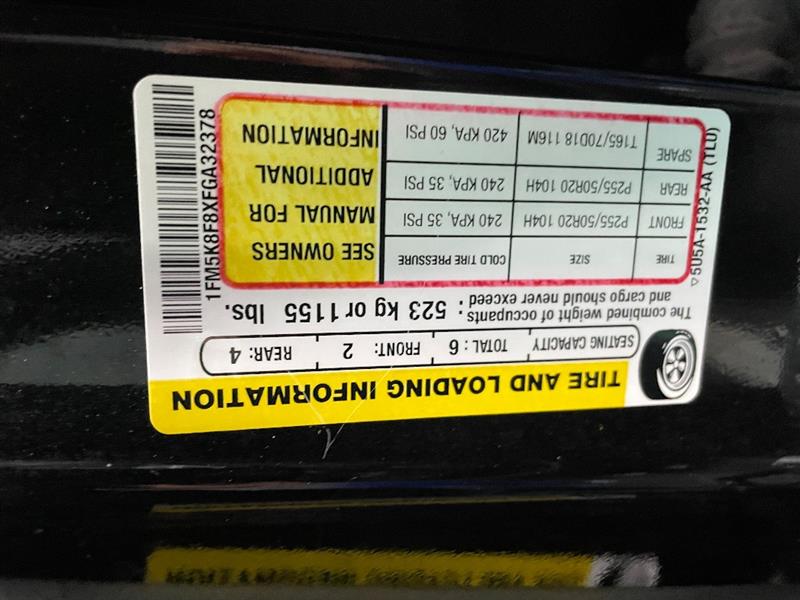 TIRE AND LOADING INFORMATION
SEATING CAPACITY TOTAL : 6 FRONT: 2 REAR: 4
The combined weight of occupants
and cargo should never exceed : 523 kg or 1155 lbs.
TIRE SIZE COLD TIRE PRESSURE
FRONT P255/50R20 104H 240 KPA, 35 PSI
REAR P255/50R20 104H 240 KPA, 35 PSI
SPARE T165/70D18 116M 420 KPA, 60 PSI
SEE OWNERS
MANUAL FOR
ADDITIONAL
INFORMATION
5U5A-1532-AA (TLU)
1FM5K8F8XFGA32378